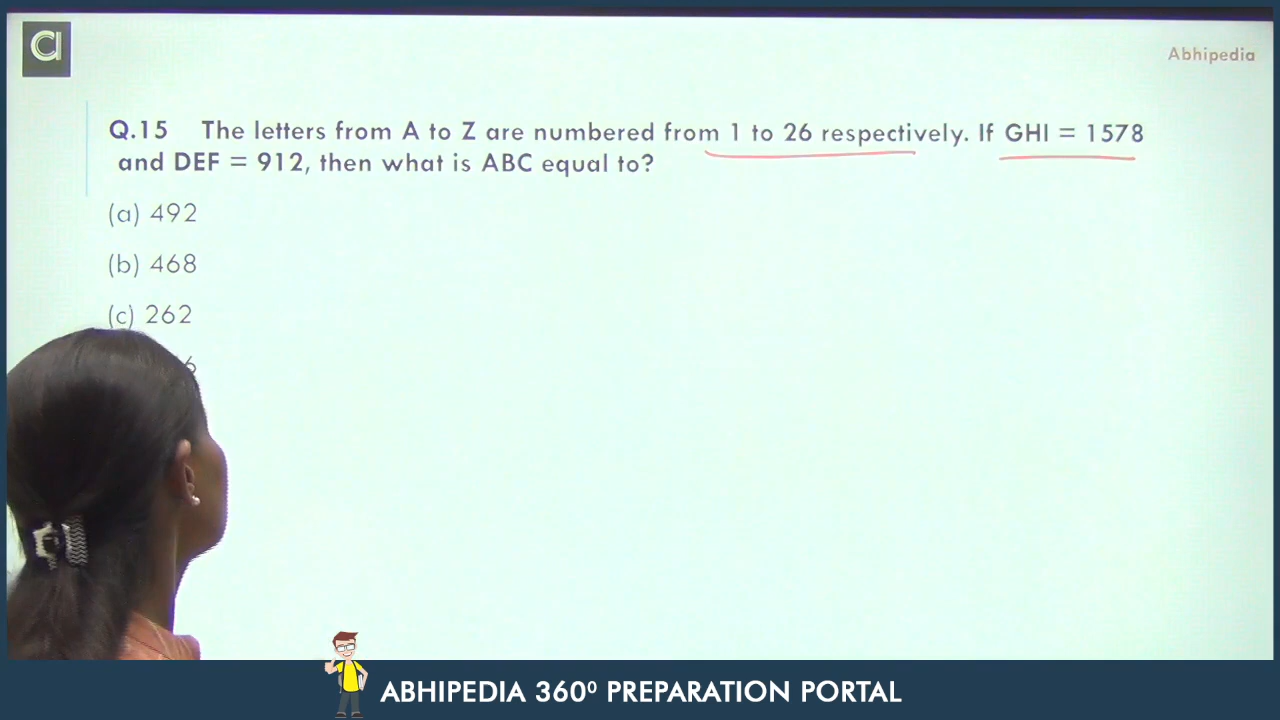 Abhipedia
Q.15 The letters from A to Z are numbered from 1 to 26 respectively. If GHI = 1578
and DEF = 912, then what is ABC equal to?
(a) 492
(b) 468
(c) 262
ABHIPEDIA 360⁰ PREPARATION PORTAL